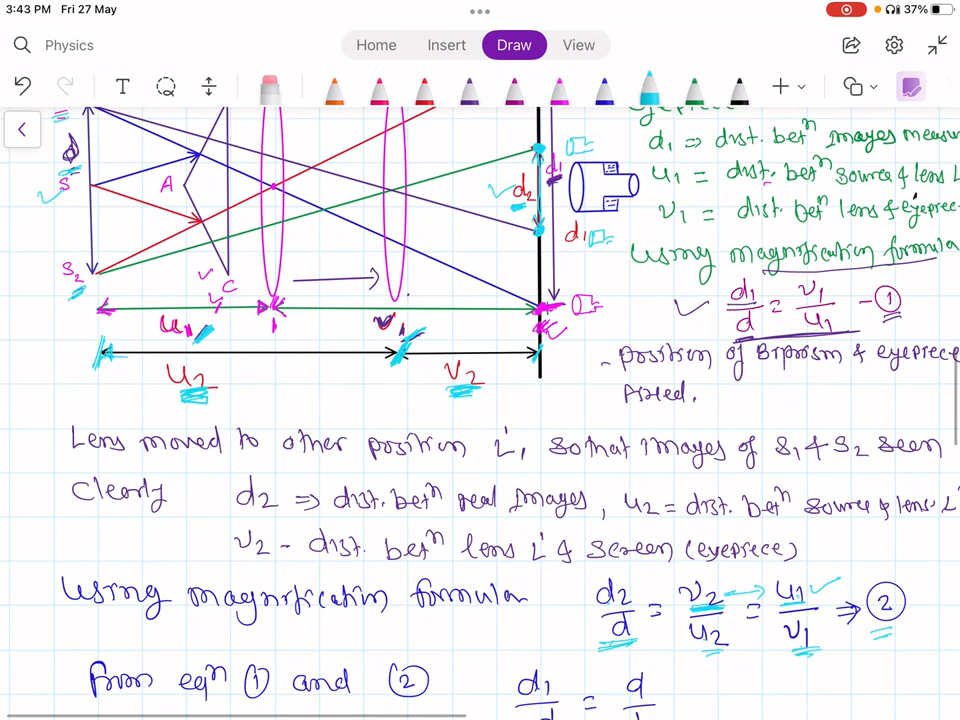 3:43 PM Fri 27 May
37%
Physics
Home Insert Draw View
eyepiece
d1 => dist. betⁿ images measur
u1 = dist. betⁿ source & lens L
v1 = dist. betⁿ lens & eyepiece
Using magnification formula
d1/d = v1/u1 - ①
- position of Biprism & eyepiece
fixed.
d
S
A
S2
C
d2
d1
d1
u1
v1
u2
v2
Lens moved to other position L', so that images of S1 & S2 seen
clearly d2 => dist. betⁿ real images, u2 = dist. betⁿ source & lens L'
v2 - dist. betⁿ lens L' & screen (eyepiece)
Using magnification formula d2/d = v2/u2 = u1/v1 => ②
from eqⁿ ① and ② d1/d = d